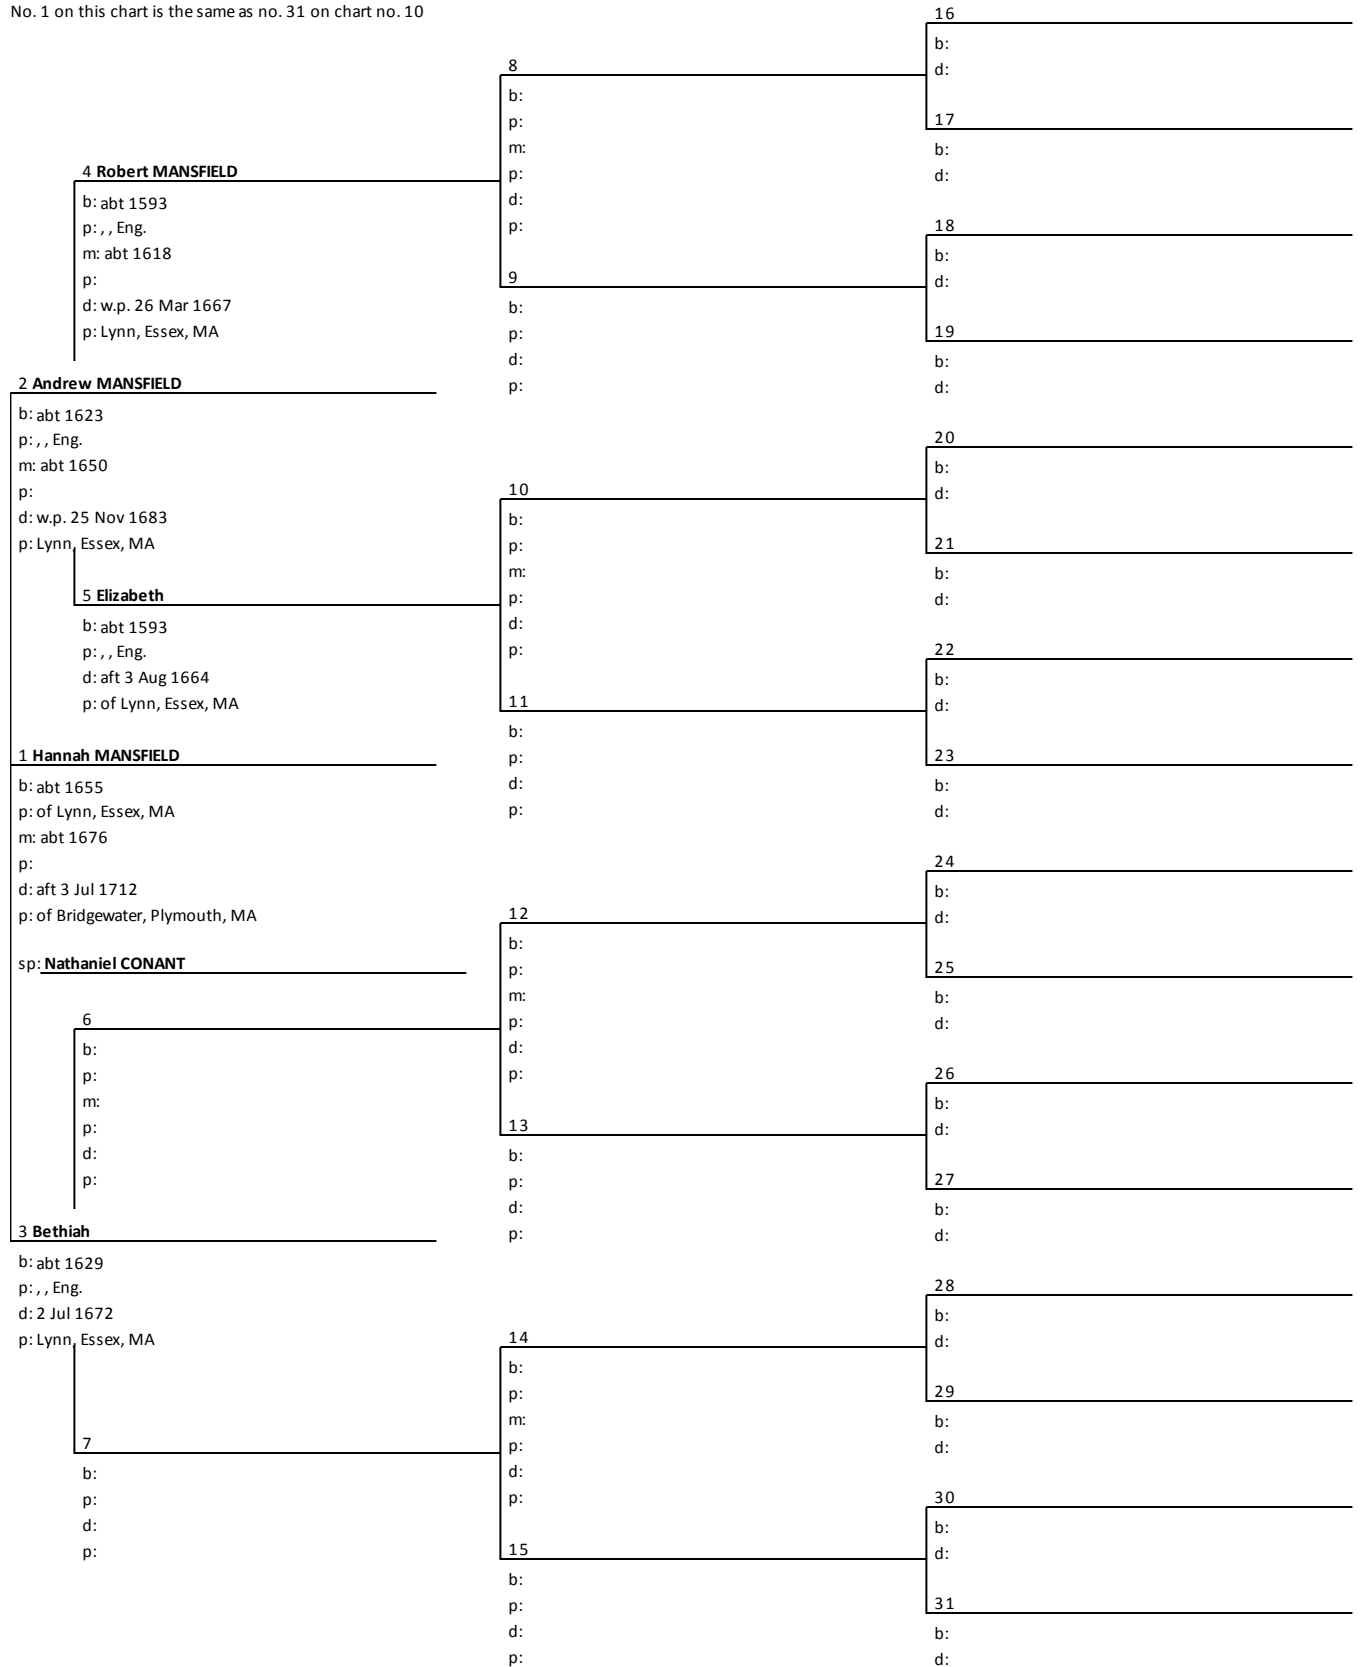 No. 1 on this chart is the same as no. 31 on chart no. 10
4 Robert MANSFIELD
b: abt 1593
p: , , Eng.
m: abt 1618
p:
d: w.p. 26 Mar 1667
p: Lynn, Essex, MA
2 Andrew MANSFIELD
b: abt 1623
p: , , Eng.
m: abt 1650
p:
d: w.p. 25 Nov 1683
p: Lynn, Essex, MA
5 Elizabeth
b: abt 1593
p: , , Eng.
d: aft 3 Aug 1664
p: of Lynn, Essex, MA
1 Hannah MANSFIELD
b: abt 1655
p: of Lynn, Essex, MA
m: abt 1676
p:
d: aft 3 Jul 1712
p: of Bridgewater, Plymouth, MA
sp: Nathaniel CONANT
6
b:
p:
m:
p:
d:
p:
3 Bethiah
b: abt 1629
p: , , Eng.
d: 2 Jul 1672
p: Lynn, Essex, MA
7
b:
p:
d:
p:
8
b:
p:
m:
p:
d:
p:
9
b:
p:
d:
p:
10
b:
p:
m:
p:
d:
p:
11
b:
p:
d:
p:
12
b:
p:
m:
p:
d:
p:
13
b:
p:
d:
p:
14
b:
p:
m:
p:
d:
p:
15
b:
p:
d:
p:
16
b:
d:
17
b:
d:
18
b:
d:
19
b:
d:
20
b:
d:
21
b:
d:
22
b:
d:
23
b:
d:
24
b:
d:
25
b:
d:
26
b:
d:
27
b:
d:
28
b:
d:
29
b:
d:
30
b:
d:
31
b:
d: